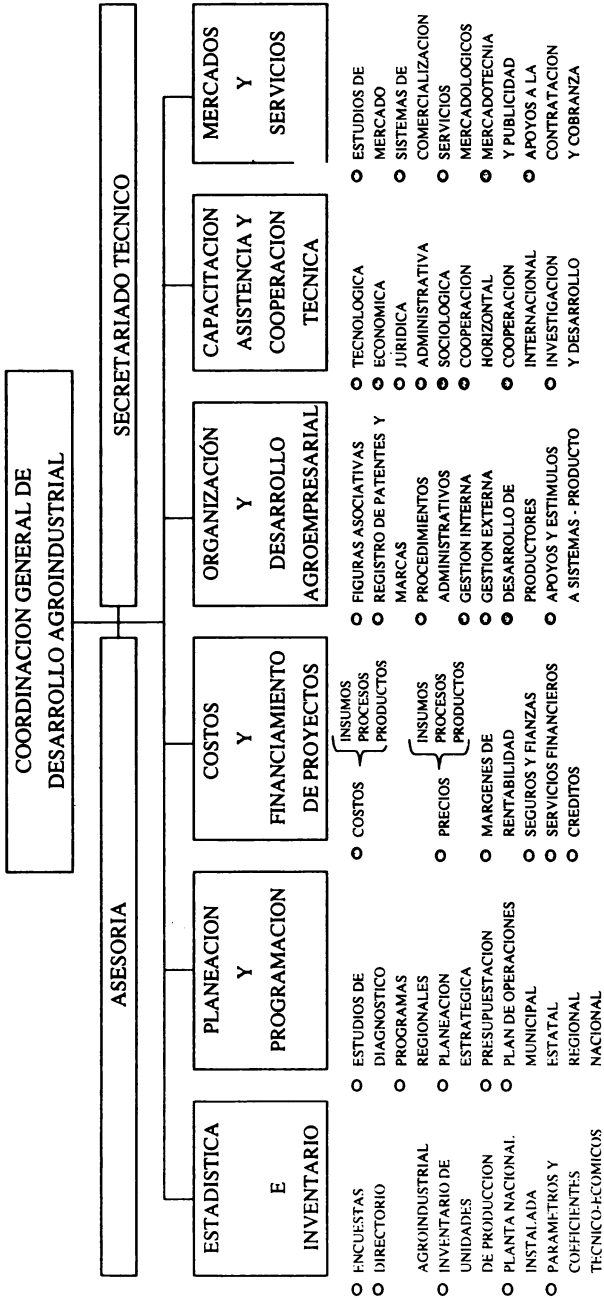 COORDINACION GENERAL DE
DESARROLLO AGROINDUSTRIAL
ASESORIA
SECRETARIADO TECNICO
ESTADISTICA
E
INVENTARIO
O ENCUESTAS
O DIRECTORIO
AGROINDUSTRIAL
O INVENTARIO DE
UNIDADES
DE PRODUCCION
O PLANTA NACIONAL
INSTALADA
O PARAMETROS Y
COEFICIENTES
TECNICO-ECOMICOS
PLANEACION
Y
PROGRAMACION
O ESTUDIOS DE
DIAGNOSTICO
O PROGRAMAS
REGIONALES
O PLANEACION
ESTRATEGICA
O PRESUPUESTACION
O PLAN DE OPERACIONES
MUNICIPAL
ESTATAL
REGIONAL
NACIONAL
COSTOS
Y
FINANCIAMIENTO
DE PROYECTOS
O COSTOS
INSUMOS
PROCESOS
PRODUCTOS
O PRECIOS
INSUMOS
PROCESOS
PRODUCTOS
O MARGENES DE
RENTABILIDAD
O SEGUROS Y FIANZAS
O SERVICIOS FINANCIEROS
O CREDITOS
ORGANIZACIÓN
Y
DESARROLLO
AGROEMPRESARIAL
O FIGURAS ASOCIATIVAS
O REGISTRO DE PATENTES Y
MARCAS
O PROCEDIMIENTOS
ADMINISTRATIVOS
O GESTION INTERNA
O GESTION EXTERNA
O DESARROLLO DE
PRODUCTORES
O APOYOS Y ESTIMULOS
A SISTEMAS - PRODUCTO
CAPACITACION
ASISTENCIA Y
COOPERACION
TECNICA
O TECNOLOGICA
O ECONOMICA
O JURIDICA
O ADMINISTRATIVA
O SOCIOLOGICA
O COOPERACION
HORIZONTAL
O COOPERACION
INTERNACIONAL
O INVESTIGACION
Y DESARROLLO
MERCADOS
Y
SERVICIOS
O ESTUDIOS DE
MERCADO
O SISTEMAS DE
COMERCIALIZACION
O SERVICIOS
MERCADOLOGICOS
O MERCADOTECNIA
Y PUBLICIDAD
O APOYOS A LA
CONTRATACION
Y COBRANZA